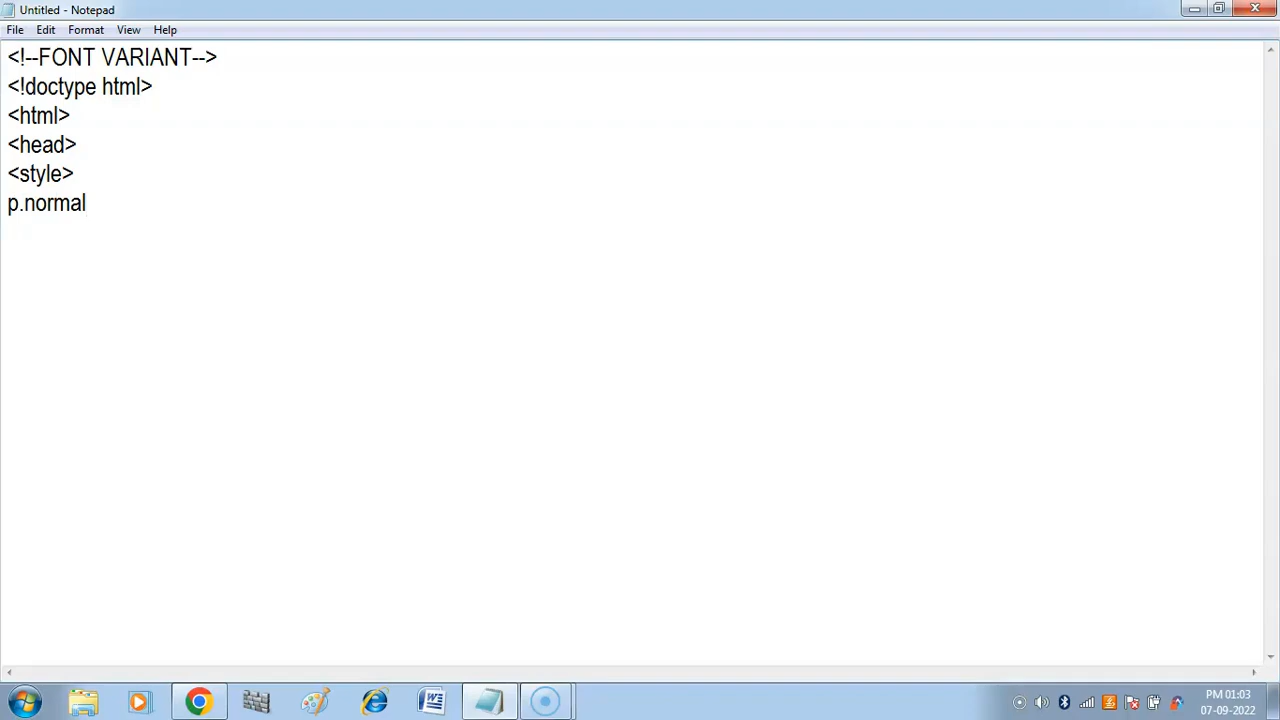 Untitled - Notepad
File Edit Format View Help
<!--FONT VARIANT-->
<!doctype html>
<html>
<head>
<style>
p.normal
PM 01:03
07-09-2022